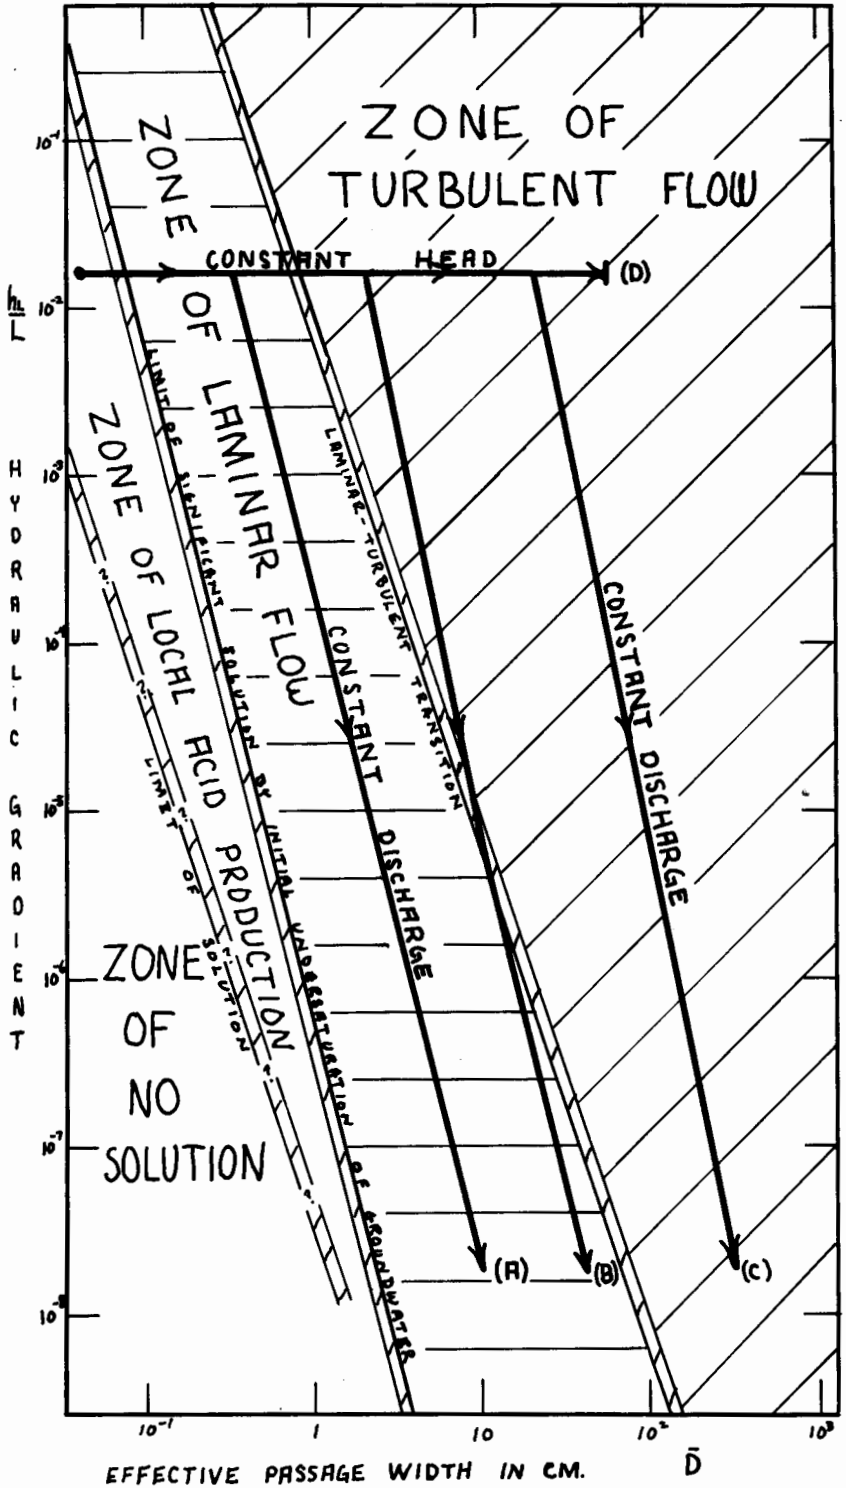 ZONE OF
TURBULENT FLOW
ZONE OF LAMINAR FLOW
CONSTANT HEAD
(D)
LIMIT OF SIGNIFICANT SOLUTION BY INITIAL UNDERSATURATION OF GROUNDWATER
LAMINAR-TURBULENT TRANSITION
ZONE OF LOCAL ACID PRODUCTION
CONSTANT DISCHARGE
CONSTANT DISCHARGE
LIMIT OF SOLUTION
ZONE
OF
NO
SOLUTION
(A)
(B)
(C)
10⁻¹
10⁻²
10⁻³
10⁻⁴
10⁻⁵
10⁻⁶
10⁻⁷
10⁻⁸
hL
L
HYDRAULIC GRADIENT
10⁻¹ 1 10 10² 10³
EFFECTIVE PASSAGE WIDTH IN CM. D̄